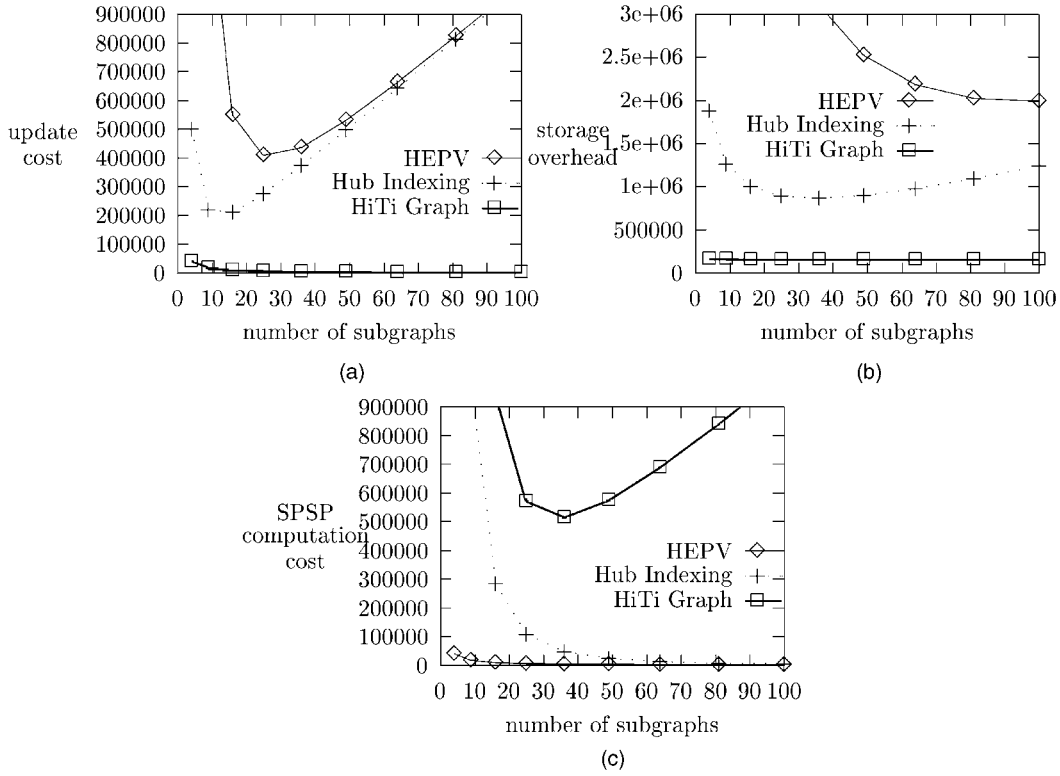 900000
800000
700000
600000
500000
400000
300000
200000
100000
0
update
cost
HEPV
Hub Indexing
HiTi Graph
0 10 20 30 40 50 60 70 80 90 100
number of subgraphs
(a)
3e+06
2.5e+06
2e+06
1.5e+06
1e+06
500000
0
storage
overhead
HEPV
Hub Indexing
HiTi Graph
0 10 20 30 40 50 60 70 80 90 100
number of subgraphs
(b)
900000
800000
700000
600000
500000
400000
300000
200000
100000
0
SPSP
computation
cost
HEPV
Hub Indexing
HiTi Graph
0 10 20 30 40 50 60 70 80 90 100
number of subgraphs
(c)